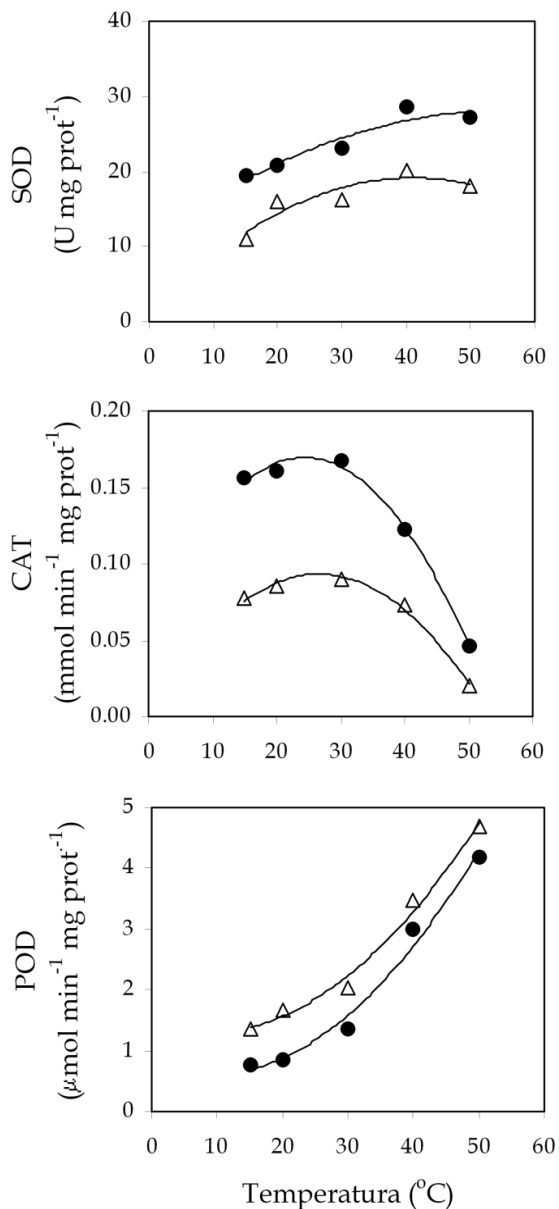 SOD
(U mg prot⁻¹)
40
30
20
10
0
0 10 20 30 40 50 60
CAT
(mmol min⁻¹ mg prot⁻¹)
0.20
0.15
0.10
0.05
0.00
0 10 20 30 40 50 60
POD
(μmol min⁻¹ mg prot⁻¹)
5
4
3
2
1
0
0 10 20 30 40 50 60
Temperatura (°C)